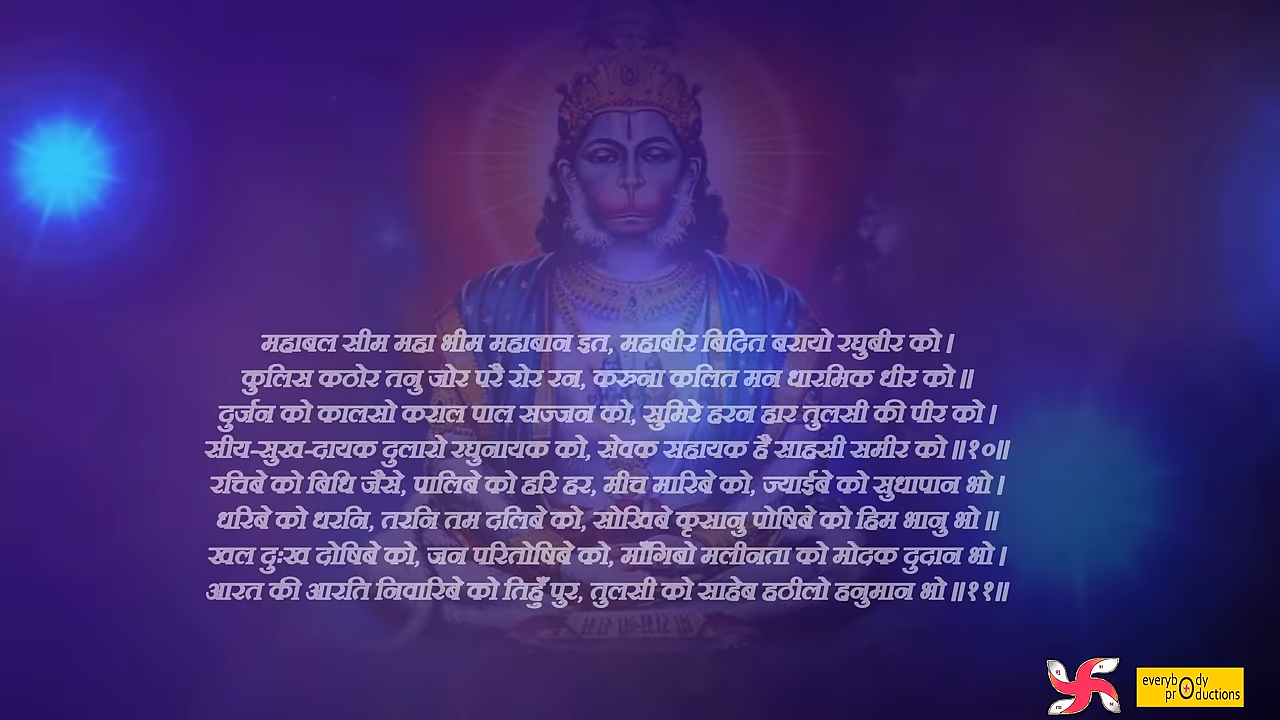 महाबल सीम महा भीम महाबान इत, महाबीर बिदित बरायो रघुबीर को।
कुलिस कठोर तनु जोर परै रोर रन, करुना कलित मन धारमिक धीर को॥
दुर्जन को कालसो कराल पाल सज्जन को, सुमिरे हरन हार तुलसी की पीर को।
सीय-सुख-दायक दुलारो रघुनायक को, सेवक सहायक है साहसी समीर को॥१०॥
रचिबे को बिधि जैसे, पालिबे को हरि हर, मीच मारिबे को, ज्याईबे को सुधापान भो।
धरिबे को धरनि, तरनि तम दलिबे को, सोखिबे कृसानु पोषिबे को हिम भानु भो॥
खल दुःख दोषिबे को, जन परितोषिबे को, माँगिबो मलीनता को मोदक दुदान भो।
आरत की आरति निवारिबे को तिहुँ पुर, तुलसी को साहेब हठीलो हनुमान भो॥११॥
everybody
productions